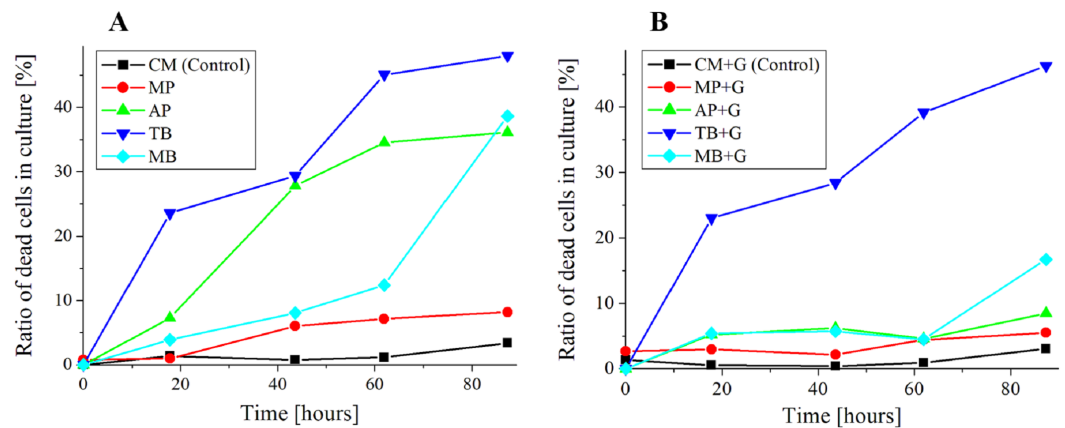 A
CM (Control)
MP
AP
TB
MB
Ratio of dead cells in culture [%]
40
30
20
10
0
0
20
40
60
80
Time [hours]
B
CM+G (Control)
MP+G
AP+G
TB+G
MB+G
Ratio of dead cells in culture [%]
40
30
20
10
0
0
20
40
60
80
Time [hours]